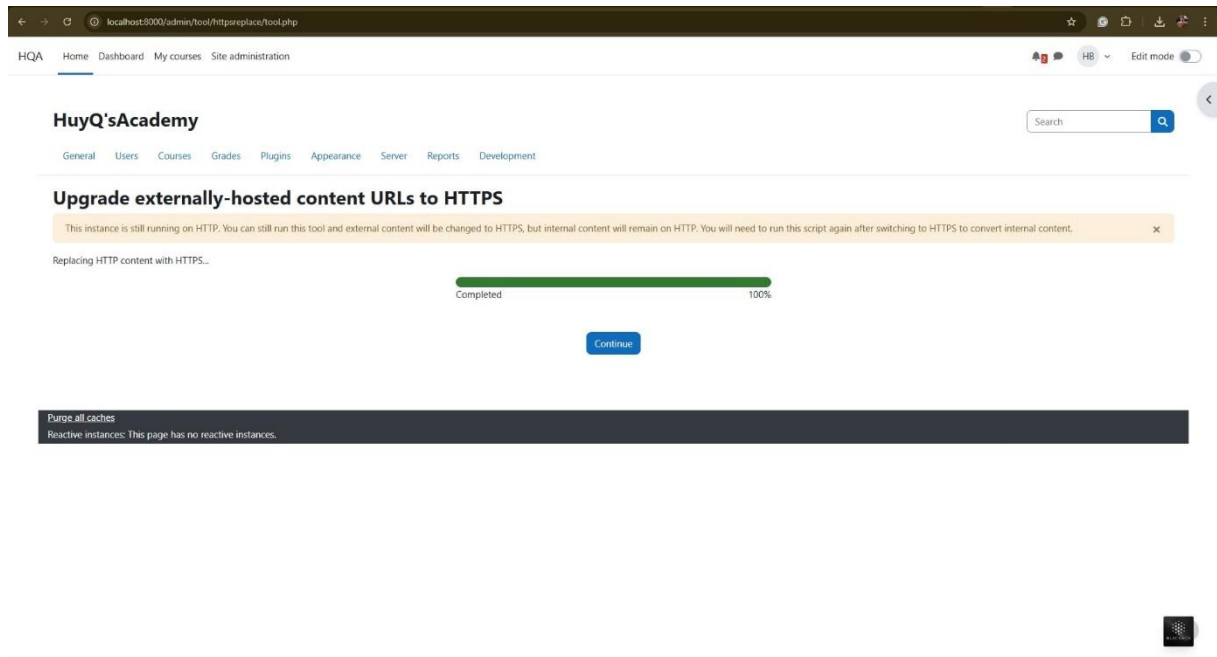 localhost:8000/admin/tool/httpsreplace/tool.php
HQA Home Dashboard My courses Site administration 2 HB Edit mode
HuyQ'sAcademy
Search
General Users Courses Grades Plugins Appearance Server Reports Development
Upgrade externally-hosted content URLs to HTTPS
This instance is still running on HTTP. You can still run this tool and external content will be changed to HTTPS, but internal content will remain on HTTP. You will need to run this script again after switching to HTTPS to convert internal content.
Replacing HTTP content with HTTPS...
Completed 100%
Continue
Purge all caches
Reactive instances: This page has no reactive instances.